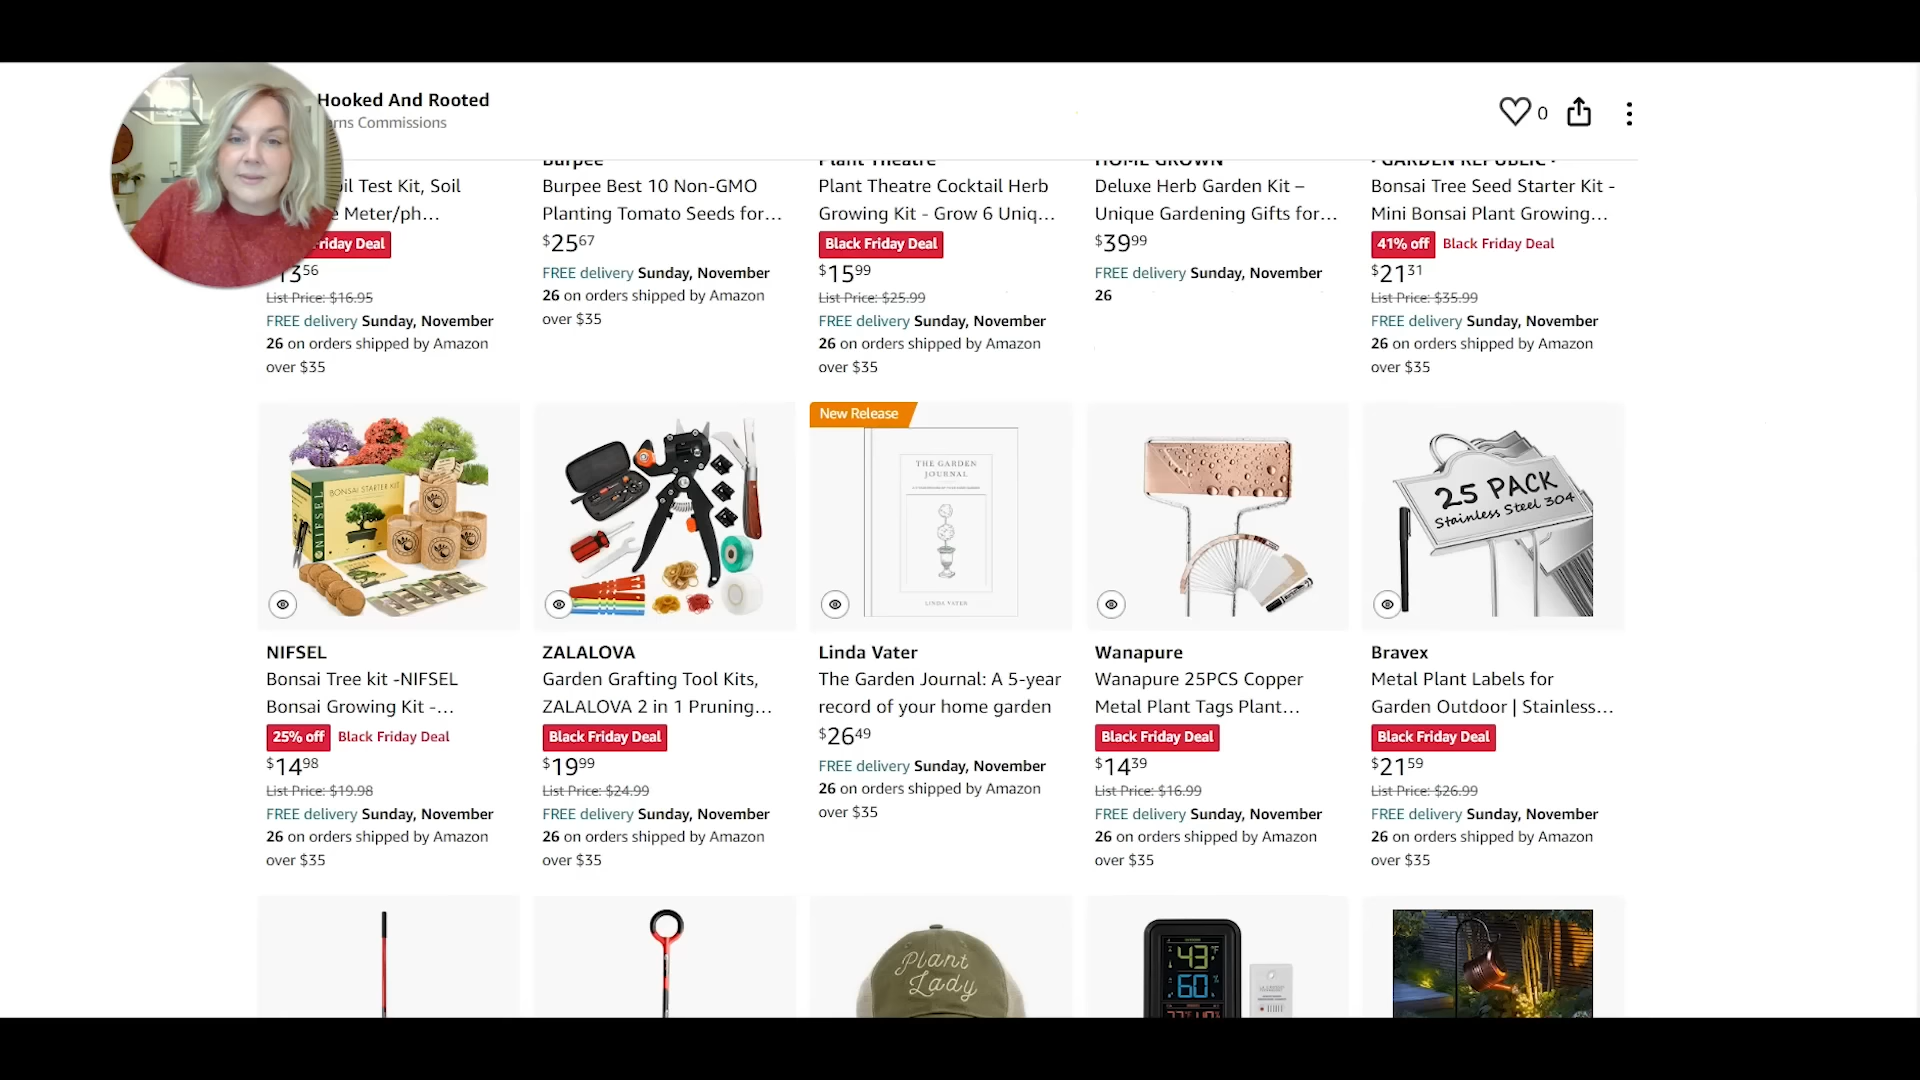 Hooked And Rooted
rns Commissions
Burpee
Plant Theatre
HOME GROWN
· GARDEN REPUBLIC ·
il Test Kit, Soil
e Meter/ph…
riday Deal
13 56
List Price: $16.95
FREE delivery Sunday, November
26 on orders shipped by Amazon
over $35
Burpee Best 10 Non-GMO
Planting Tomato Seeds for…
$25 67
FREE delivery Sunday, November
26 on orders shipped by Amazon
over $35
Plant Theatre Cocktail Herb
Growing Kit - Grow 6 Uniq…
Black Friday Deal
$15 99
List Price: $25.99
FREE delivery Sunday, November
26 on orders shipped by Amazon
over $35
Deluxe Herb Garden Kit –
Unique Gardening Gifts for…
$39 99
FREE delivery Sunday, November
26
Bonsai Tree Seed Starter Kit -
Mini Bonsai Plant Growing…
41% off Black Friday Deal
$21 31
List Price: $35.99
FREE delivery Sunday, November
26 on orders shipped by Amazon
over $35
0
NIFSEL
BONSAI STARTER KIT
New Release
THE GARDEN
JOURNAL
LINDA VATER
25 PACK
Stainless Steel 304
NIFSEL
Bonsai Tree kit -NIFSEL
Bonsai Growing Kit -…
25% off Black Friday Deal
$14 98
List Price: $19.98
FREE delivery Sunday, November
26 on orders shipped by Amazon
over $35
ZALALOVA
Garden Grafting Tool Kits,
ZALALOVA 2 in 1 Pruning…
Black Friday Deal
$19 99
List Price: $24.99
FREE delivery Sunday, November
26 on orders shipped by Amazon
over $35
Linda Vater
The Garden Journal: A 5-year
record of your home garden
$26 49
FREE delivery Sunday, November
26 on orders shipped by Amazon
over $35
Wanapure
Wanapure 25PCS Copper
Metal Plant Tags Plant…
Black Friday Deal
$14 39
List Price: $16.99
FREE delivery Sunday, November
26 on orders shipped by Amazon
over $35
Bravex
Metal Plant Labels for
Garden Outdoor | Stainless…
Black Friday Deal
$21 59
List Price: $26.99
FREE delivery Sunday, November
26 on orders shipped by Amazon
over $35
Plant
Lady
43
60